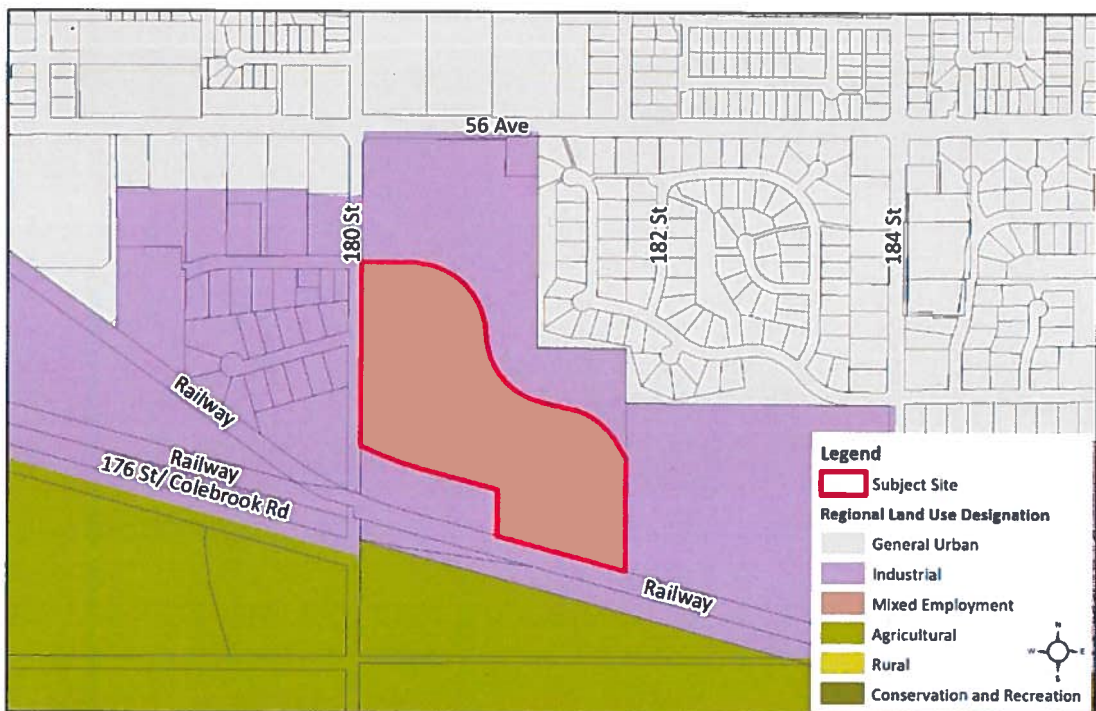 56 Ave
180 St
182 St
184 St
Railway
Railway
176 St/ Colebrook Rd
Railway
Legend
Subject Site
Regional Land Use Designation
General Urban
Industrial
Mixed Employment
Agricultural
Rural
Conservation and Recreation
N
W E
S